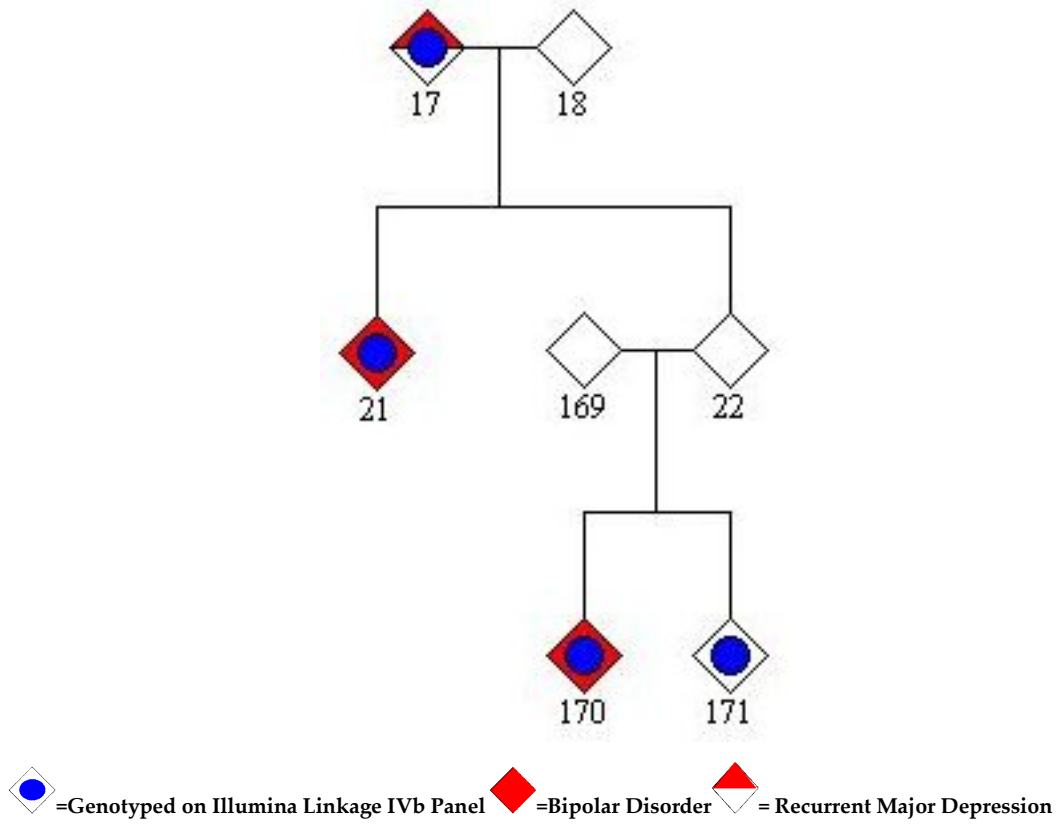 17 18
21 169 22
170 171
=Genotyped on Illumina Linkage IVb Panel =Bipolar Disorder = Recurrent Major Depression